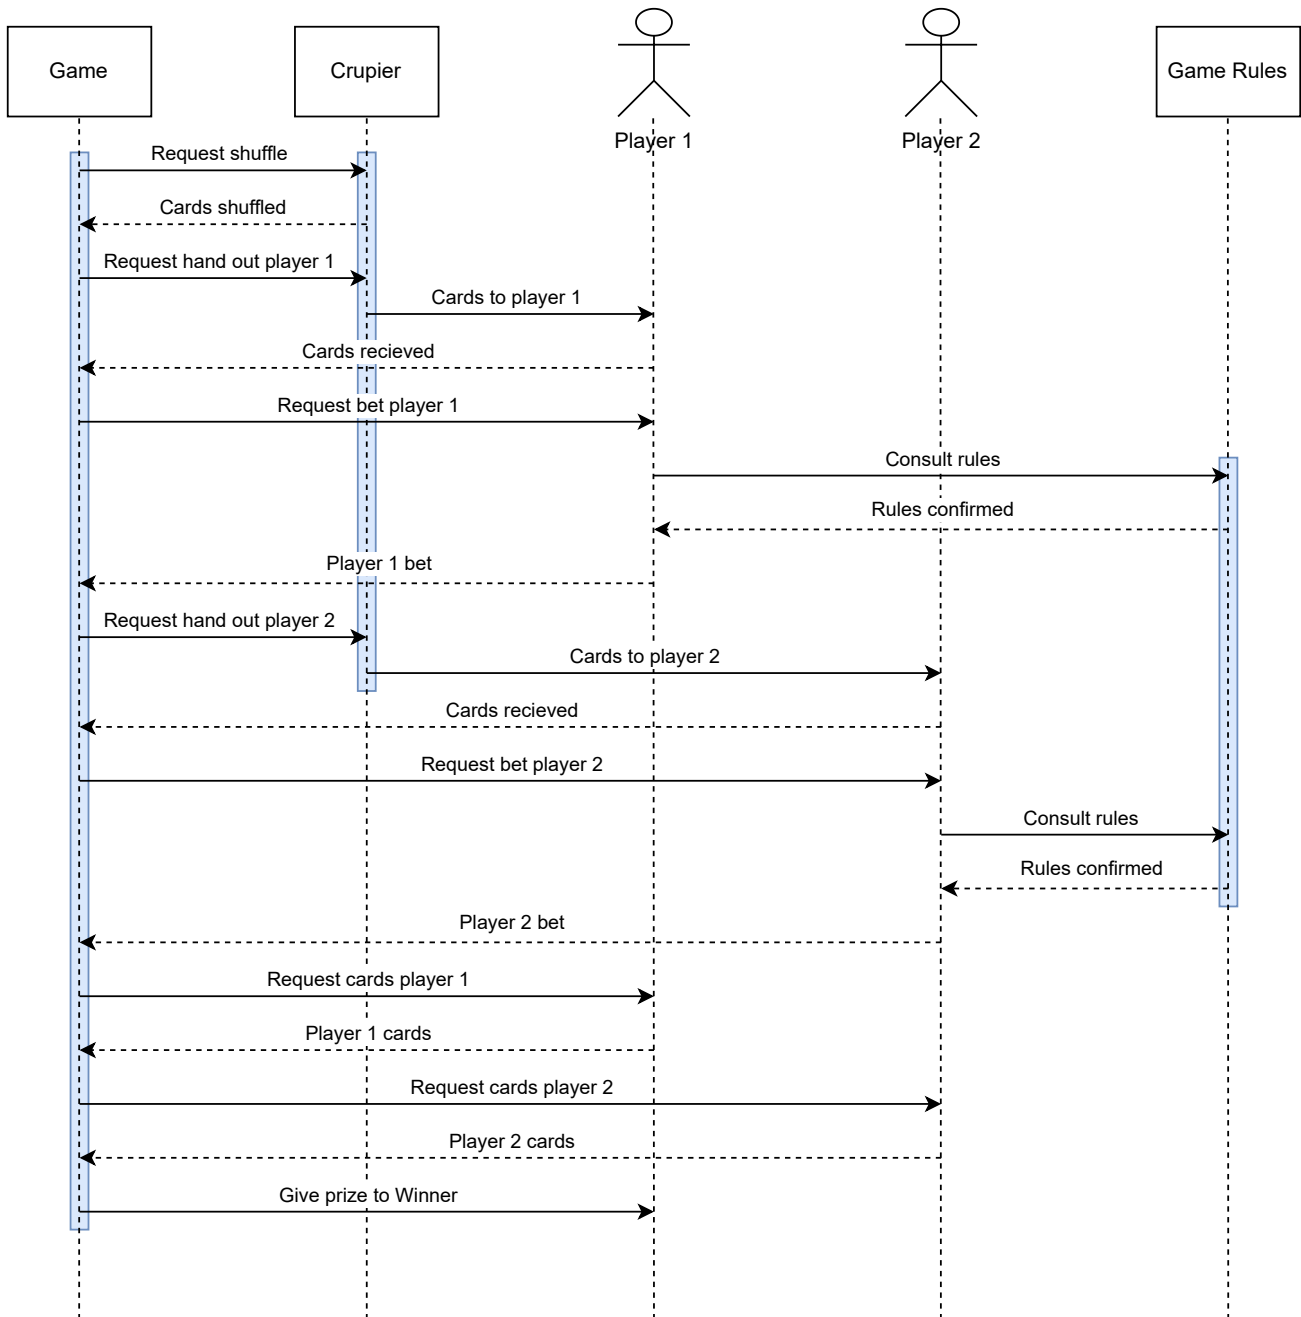 Game
Crupier
Player 1
Player 2
Game Rules
Request shuffle
Cards shuffled
Request hand out player 1
Cards to player 1
Cards recieved
Request bet player 1
Consult rules
Rules confirmed
Player 1 bet
Request hand out player 2
Cards to player 2
Cards recieved
Request bet player 2
Consult rules
Rules confirmed
Player 2 bet
Request cards player 1
Player 1 cards
Request cards player 2
Player 2 cards
Give prize to Winner